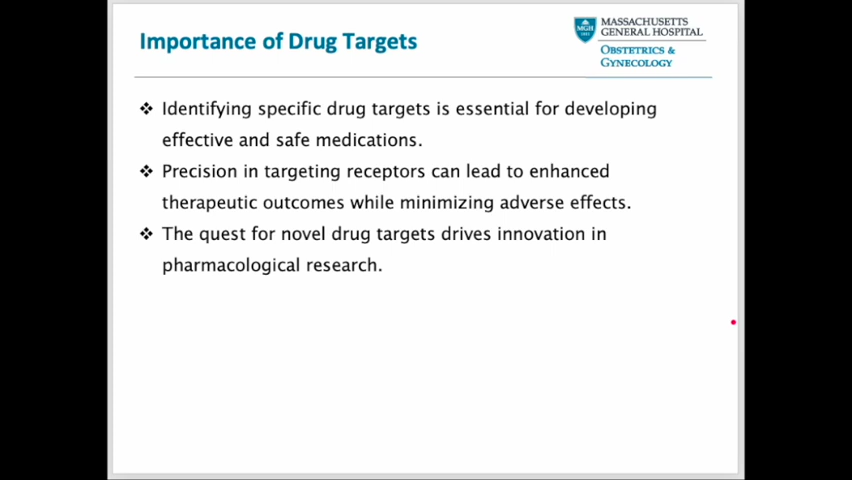 Importance of Drug Targets
MASSACHUSETTS
GENERAL HOSPITAL
OBSTETRICS &
GYNECOLOGY
MGH
1811
❖ Identifying specific drug targets is essential for developing
effective and safe medications.
❖ Precision in targeting receptors can lead to enhanced
therapeutic outcomes while minimizing adverse effects.
❖ The quest for novel drug targets drives innovation in
pharmacological research.